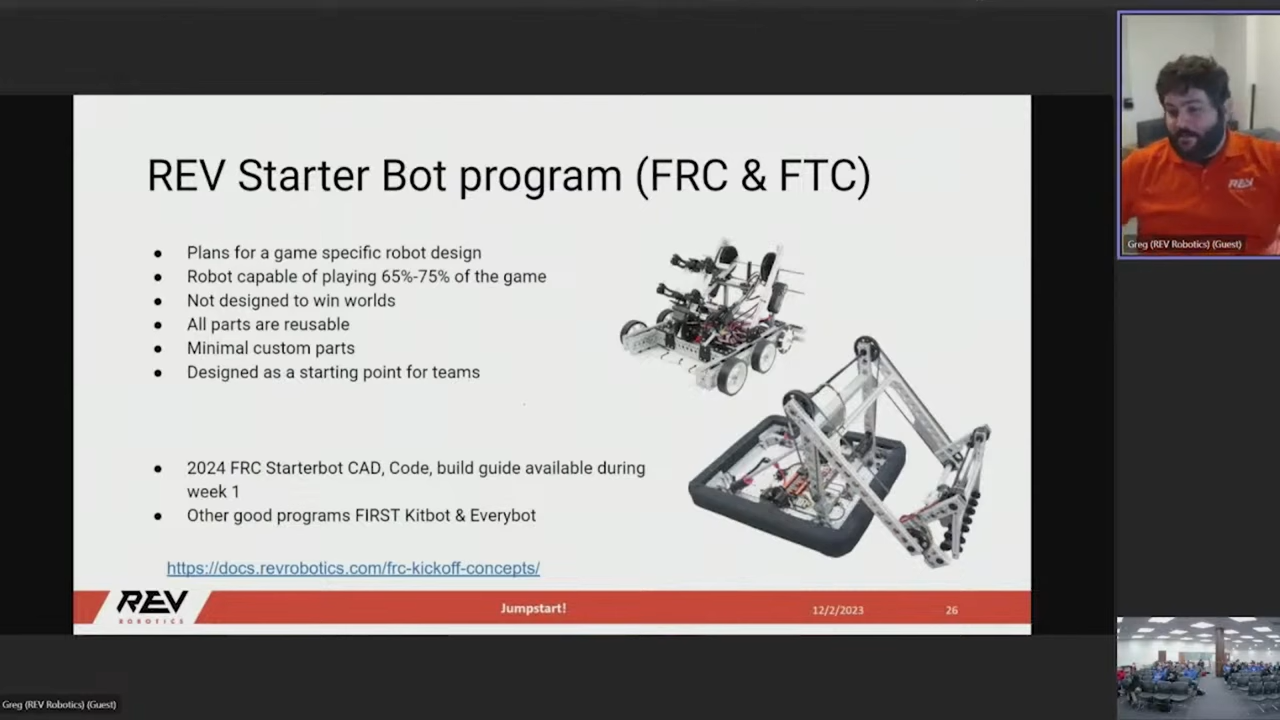 REV Starter Bot program (FRC & FTC)
● Plans for a game specific robot design
● Robot capable of playing 65%-75% of the game
● Not designed to win worlds
● All parts are reusable
● Minimal custom parts
● Designed as a starting point for teams
● 2024 FRC Starterbot CAD, Code, build guide available during
week 1
● Other good programs FIRST Kitbot & Everybot
https://docs.revrobotics.com/frc-kickoff-concepts/
REV
ROBOTICS
Jumpstart!
12/2/2023
26
REV
Greg (REV Robotics) (Guest)
Greg (REV Robotics) (Guest)